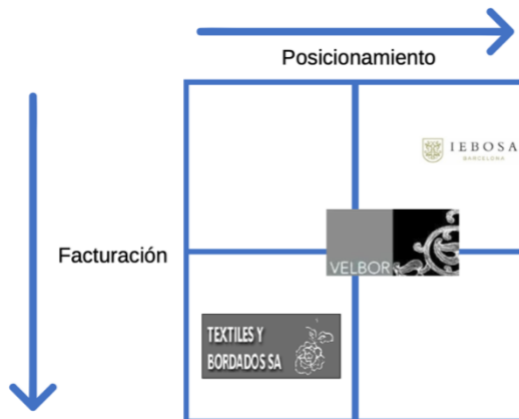 Posicionamiento
IEBOSA
BARCELONA
Facturación
VELBOR
TEXTILES Y
BORDADOS SA